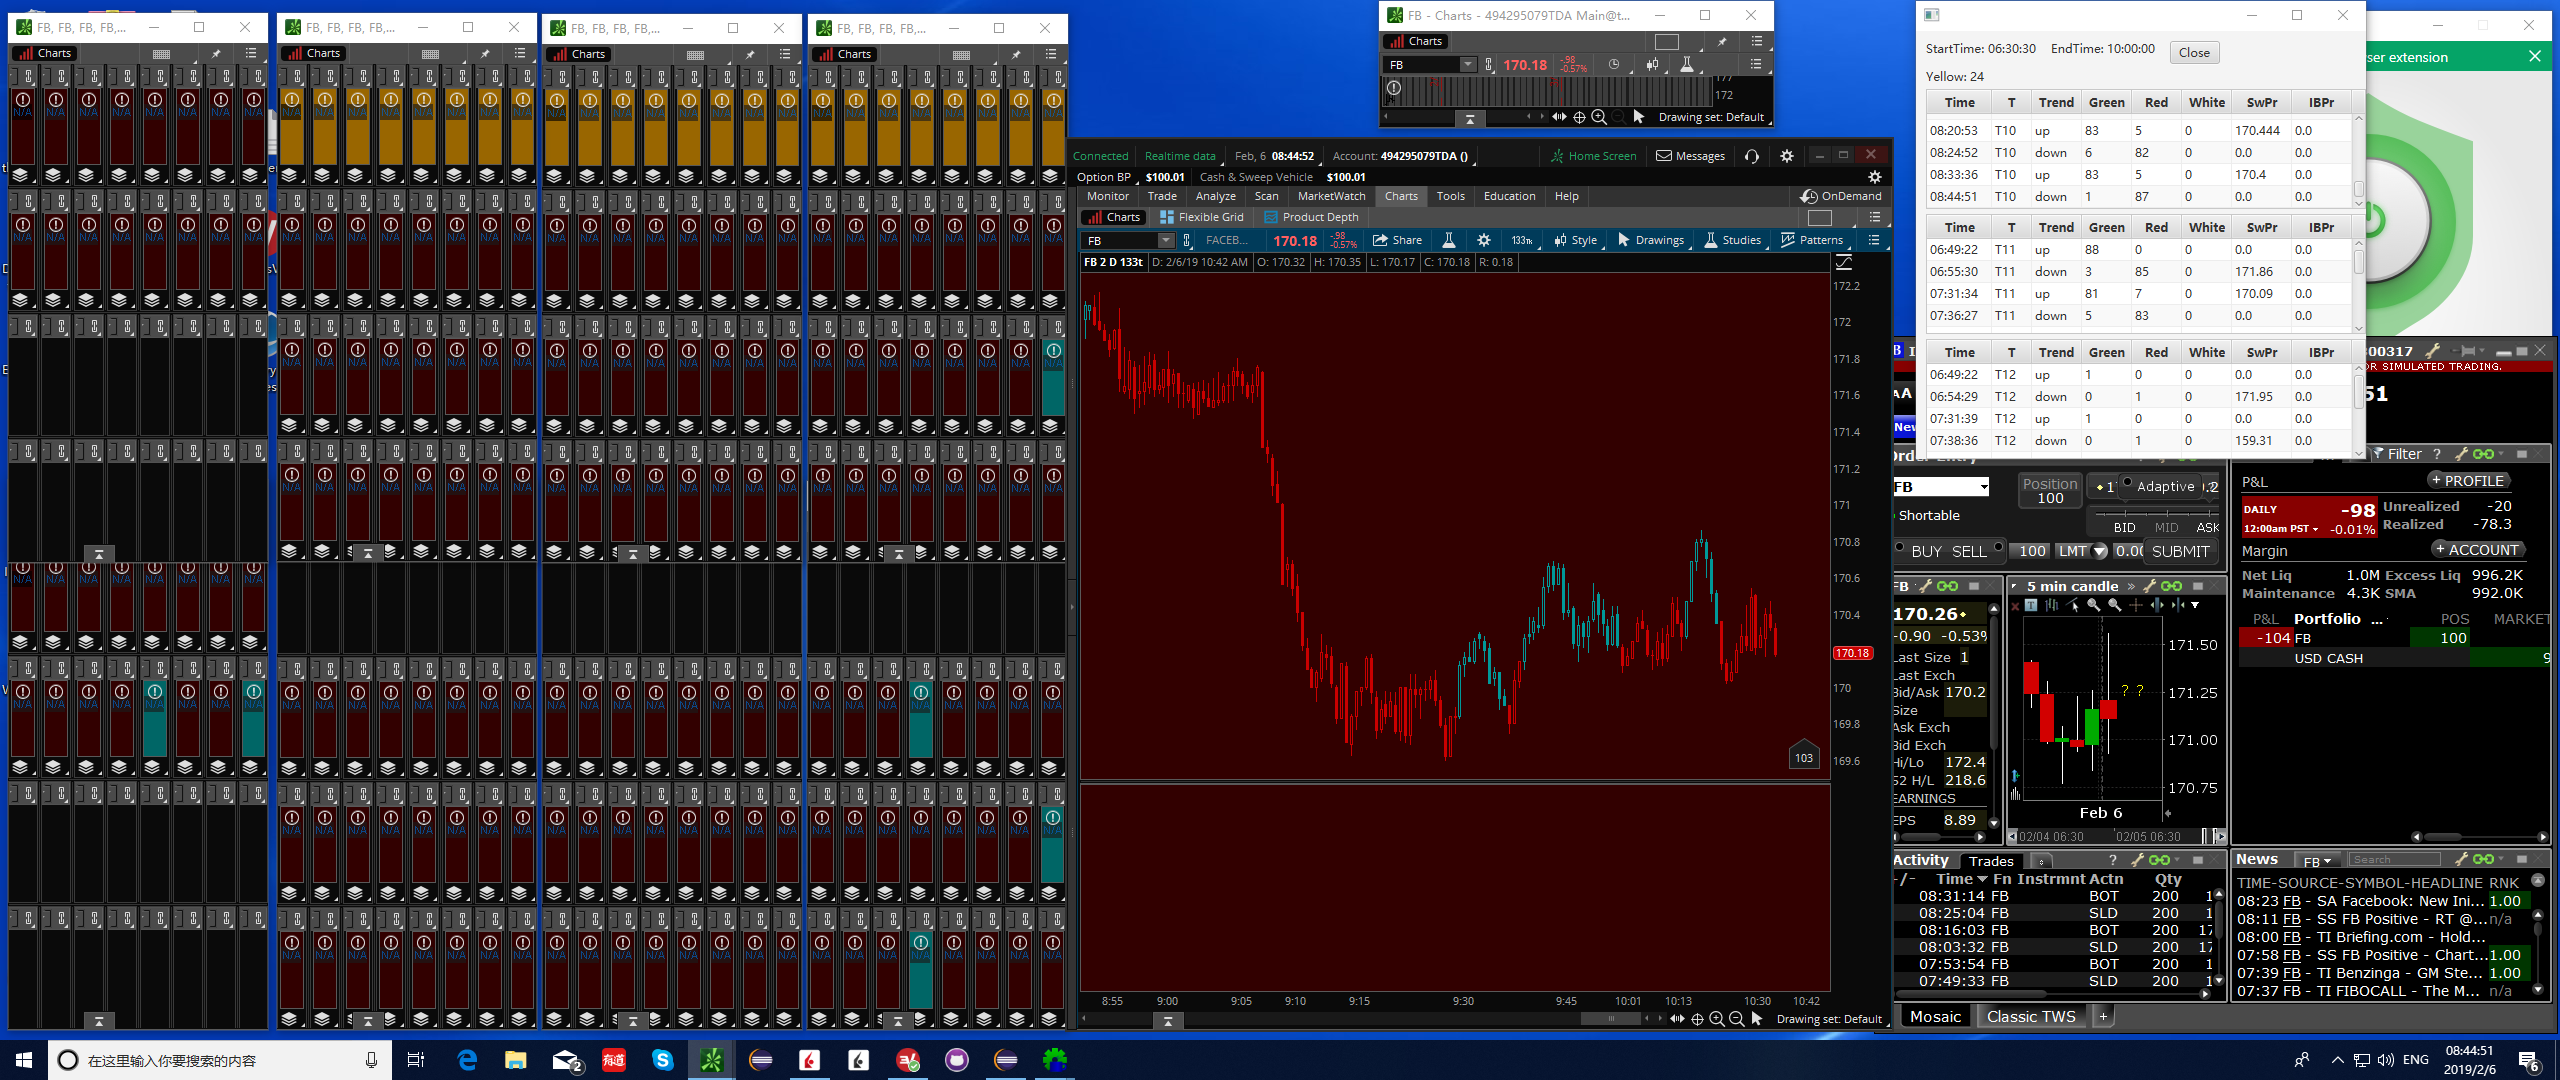 FB, FB, FB, FB,...
FB, FB, FB, FB,...
FB, FB, FB, FB,...
FB, FB, FB, FB,...
Charts
Charts
Charts
Charts
FB - Charts - 494295079TDA Main@t...
Charts
FB
170.18
-.98
-0.57%
172
Drawing set: Default
Connected
Realtime data
Feb, 6 08:44:52
Account: 494295079TDA ()
Home Screen
Messages
Option BP
$100.01
Cash & Sweep Vehicle
$100.01
Monitor
Trade
Analyze
Scan
MarketWatch
Charts
Tools
Education
Help
OnDemand
Charts
Flexible Grid
Product Depth
FB
FACEB...
170.18
-.98
-0.57%
Share
133tk
Style
Drawings
Studies
Patterns
FB 2 D 133t
D: 2/6/19 10:42 AM
O: 170.32
H: 170.35
L: 170.17
C: 170.18
R: 0.18
172.2
172
171.8
171.6
171.4
171.2
171
170.8
170.6
170.4
170.18
170
169.8
169.6
103
8:55
9:00
9:05
9:10
9:15
9:30
9:45
10:01
10:13
10:30
10:42
Drawing set: Default
StartTime: 06:30:30 EndTime: 10:00:00
Close
Yellow: 24
Time T Trend Green Red White SwPr IBPr
08:20:53 T10 up 83 5 0 170.444 0.0
08:24:52 T10 down 6 82 0 0.0 0.0
08:33:36 T10 up 83 5 0 170.4 0.0
08:44:51 T10 down 1 87 0 0.0 0.0
Time T Trend Green Red White SwPr IBPr
06:49:22 T11 up 88 0 0 0.0 0.0
06:55:30 T11 down 3 85 0 171.86 0.0
07:31:34 T11 up 81 7 0 170.09 0.0
07:36:27 T11 down 5 83 0 0.0 0.0
Time T Trend Green Red White SwPr IBPr
06:49:22 T12 up 1 0 0 0.0 0.0
06:54:29 T12 down 0 1 0 171.95 0.0
07:31:39 T12 up 1 0 0 0.0 0.0
07:38:36 T12 down 0 1 0 159.31 0.0
ser extension
00317
OR SIMULATED TRADING.
51
Filter
FB
Position
100
Adaptive
Shortable
BID MID ASK
BUY SELL 100 LMT 0.00 SUBMIT
P&L
+ PROFILE
DAILY -98
12:00am PST -0.01%
Unrealized -20
Realized -78.3
Margin
+ ACCOUNT
Net Liq 1.0M Excess Liq 996.2K
Maintenance 4.3K SMA 992.0K
P&L Portfolio ... POS MARKET
-104 FB 100
USD CASH 9
FB
170.26
-0.90 -0.53%
Last Size 1
Last Exch
Bid/Ask 170.2
Size
Ask Exch
Bid Exch
Hi/Lo 172.4
52 H/L 218.6
EARNINGS
EPS 8.89
5 min candle
171.50
171.25
171.00
170.75
? ?
Feb 6
02/04 06:30
02/05 06:30
Activity Trades
-/- Time Fn Instrmnt Actn Qty
08:31:14 FB BOT 200 1
08:25:04 FB SLD 200 1
08:16:03 FB BOT 200 17
08:03:32 FB SLD 200 17
07:53:54 FB BOT 200 1
07:49:33 FB SLD 200 1
News FB Search
TIME-SOURCE-SYMBOL-HEADLINE RNK
08:23 FB - SA Facebook: New Ini... 1.00
08:11 FB - SS FB Positive - RT @... n/a
08:00 FB - TI Briefing.com - Hold...
07:58 FB - SS FB Positive - Chart... 1.00
07:39 FB - TI Benzinga - GM Ste... 1.00
07:37 FB - TI FIBOCALL - The M... n/a
Mosaic
Classic TWS
+
在这里输入你要搜索的内容
2
有道
ENG
08:44:51
2019/2/6
6